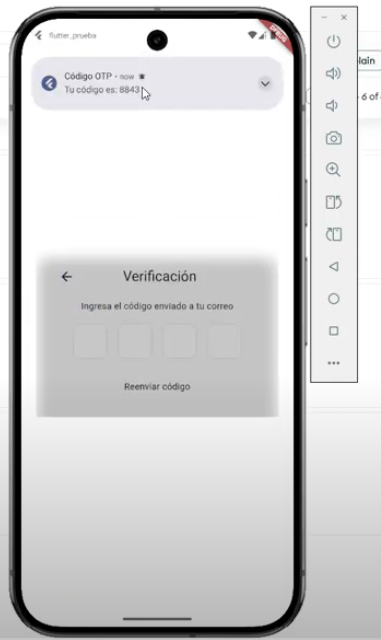 flutter_prueba
DEBUG
Código OTP • now
Tu código es: 8843
Verificación
Ingresa el código enviado a tu correo
Reenviar código
lain
6 of